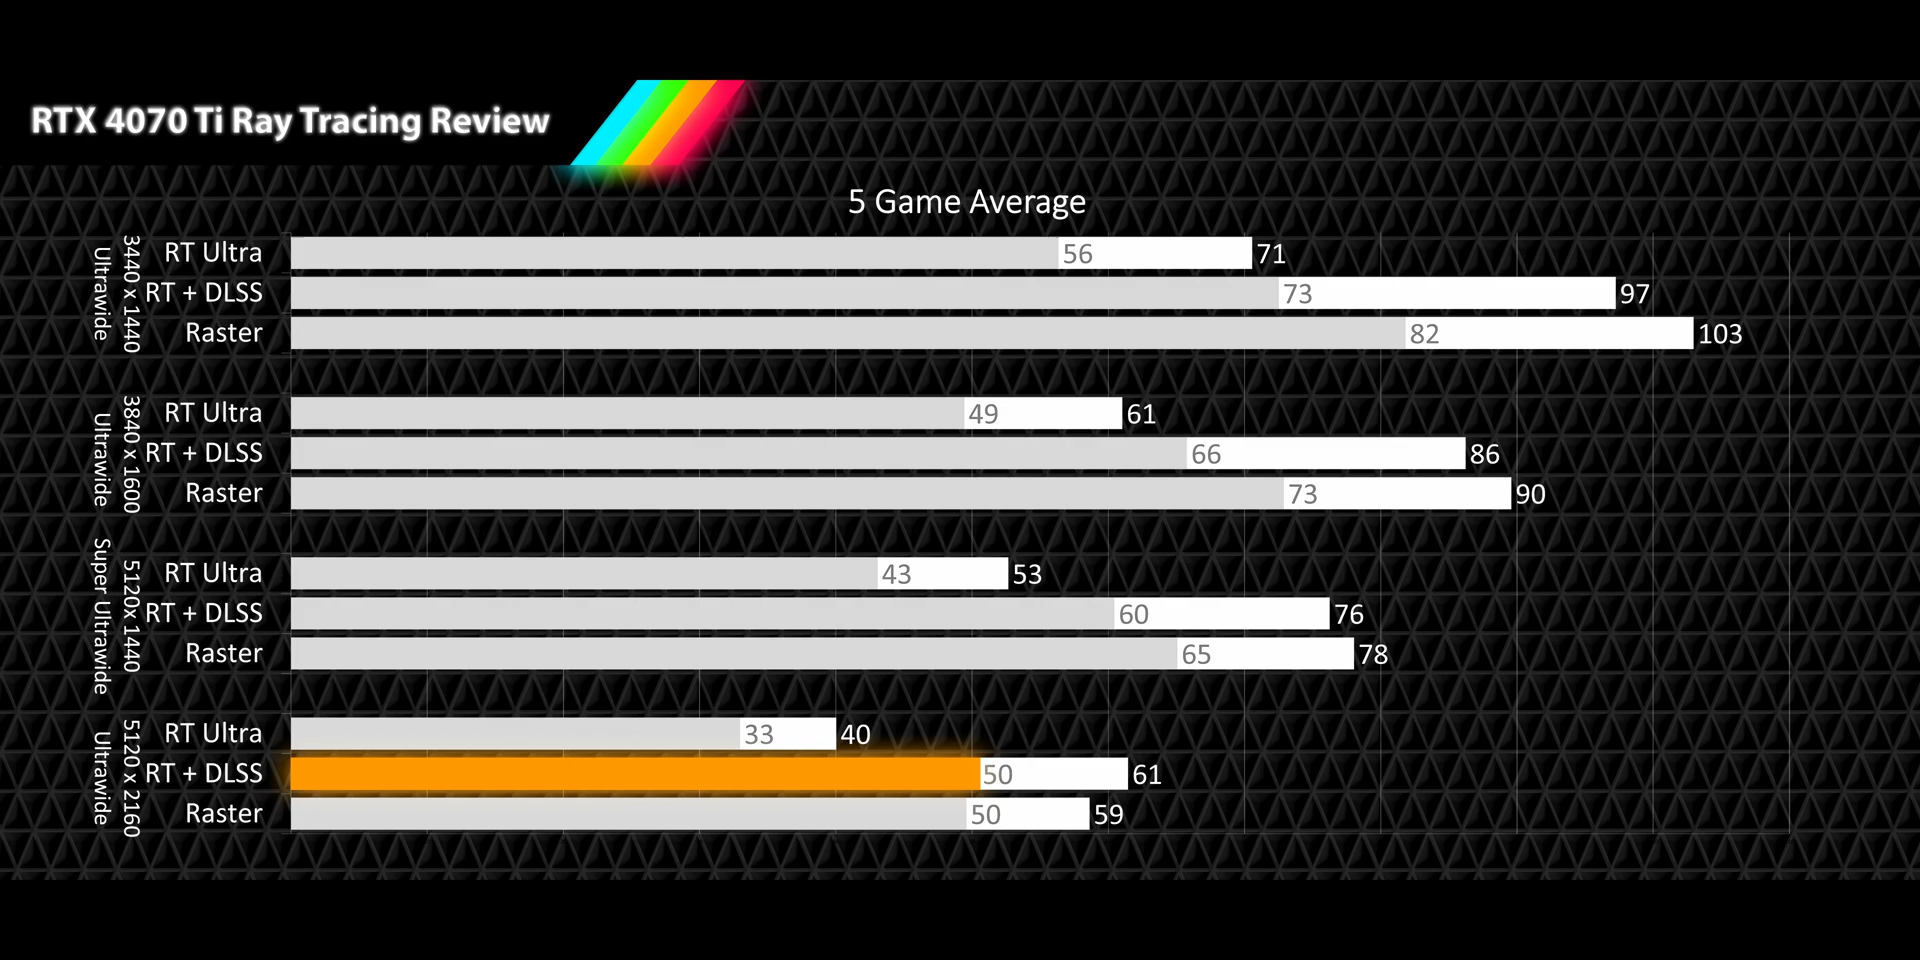 RTX 4070 Ti Ray Tracing Review
5 Game Average
3440 x 1440
Ultrawide
RT Ultra 56 71
RT + DLSS 73 97
Raster 82 103
3840 x 1600
Ultrawide
RT Ultra 49 61
RT + DLSS 66 86
Raster 73 90
5120x 1440
Super Ultrawide
RT Ultra 43 53
RT + DLSS 60 76
Raster 65 78
5120 x 2160
Ultrawide
RT Ultra 33 40
RT + DLSS 50 61
Raster 50 59